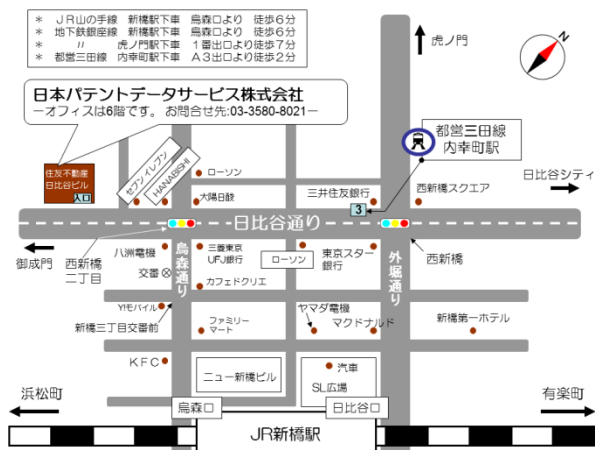 ＊ ＪＲ山の手線 新橋駅下車 烏森口より 徒歩６分
＊ 地下鉄銀座線 新橋駅下車 烏森口より 徒歩６分
＊ 〃 虎ノ門駅下車 １番出口より徒歩７分
＊ 都営三田線 内幸町駅下車 Ａ３出口より徒歩２分
虎ノ門
N
日本パテントデータサービス株式会社
－オフィスは6階です。 お問合せ先:03-3580-8021－
都営三田線
内幸町駅
住友不動産
日比谷ビル
入口
セブンイレブン
HANABISHI
ローソン
大陽日酸
三井住友銀行
3
西新橋スクエア
日比谷シティ
日比谷通り
御成門
西新橋
二丁目
八洲電機
交番
烏森通り
三菱東京
UFJ銀行
カフェドクリエ
ローソン
東京スター
銀行
外堀通り
西新橋
Y!モバイル
新橋三丁目交番前
ファミリー
マート
ヤマダ電機
マクドナルド
新橋第一ホテル
ＫＦＣ
ニュー新橋ビル
汽車
SL広場
浜松町
烏森口
日比谷口
有楽町
JR新橋駅